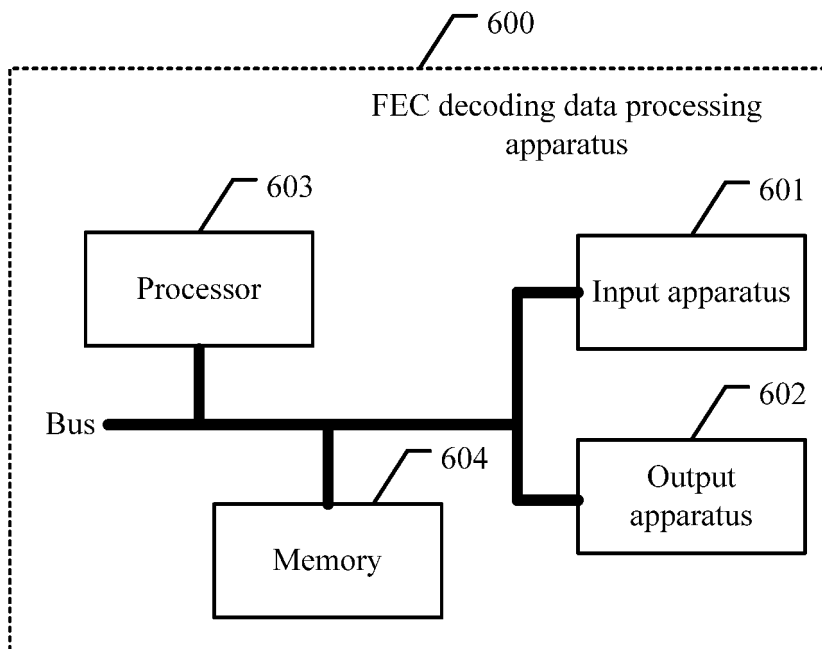 600
FEC decoding data processing
apparatus
603
601
Processor
Input apparatus
602
Bus
604
Output
apparatus
Memory